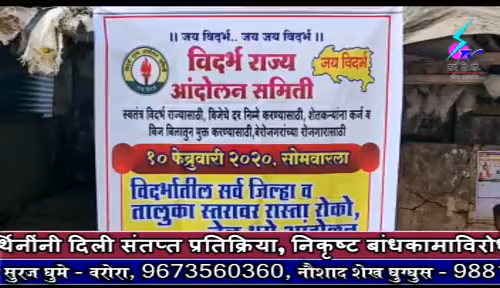 ॥ जय विदर्भ.. जय जय विदर्भ ॥
विदर्भ राज्य
जय विदर्भ
आंदोलन समिती
स्वतंत्र विदर्भ राज्यासाठी, विजेचे दर निम्मे करण्यासाठी, शेतकऱ्यांना कर्ज व
विज बिलातुन मुक्त करण्यासाठी,बेरोजगारांच्या रोजगारासाठी
१० फेब्रुवारी २०२०, सोमवारला
विदर्भातील सर्व जिल्हा व
तालुका स्तरावर रास्ता रोको,
र्थिनींनी दिली संतप्त प्रतिक्रिया, निकृष्ट बांधकामाविरोध
सुरज घुमे - वरोरा, 9673560360, नौशाद शेख घुग्घुस - 988